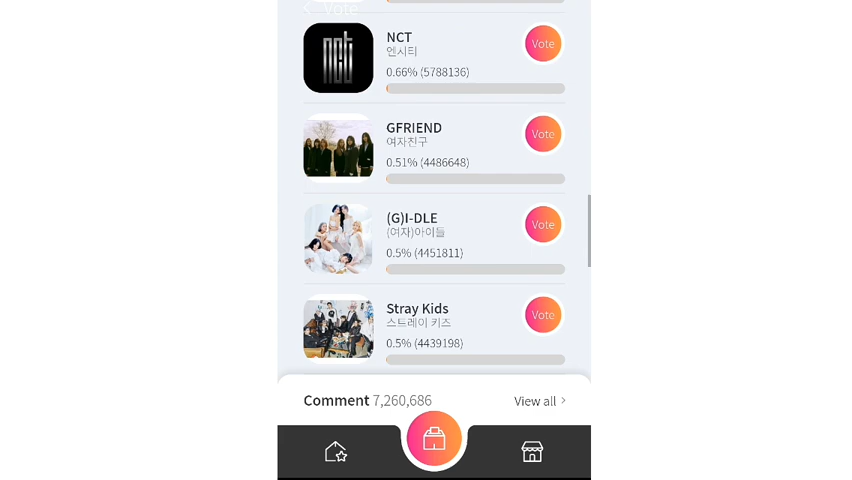 Vote
NCT
엔시티
0.66% (5788136)
Vote
nct
GFRIEND
여자친구
0.51% (4486648)
Vote
(G)I-DLE
(여자)아이들
0.5% (4451811)
Vote
Stray Kids
스트레이 키즈
0.5% (4439198)
Vote
Comment 7,260,686
View all